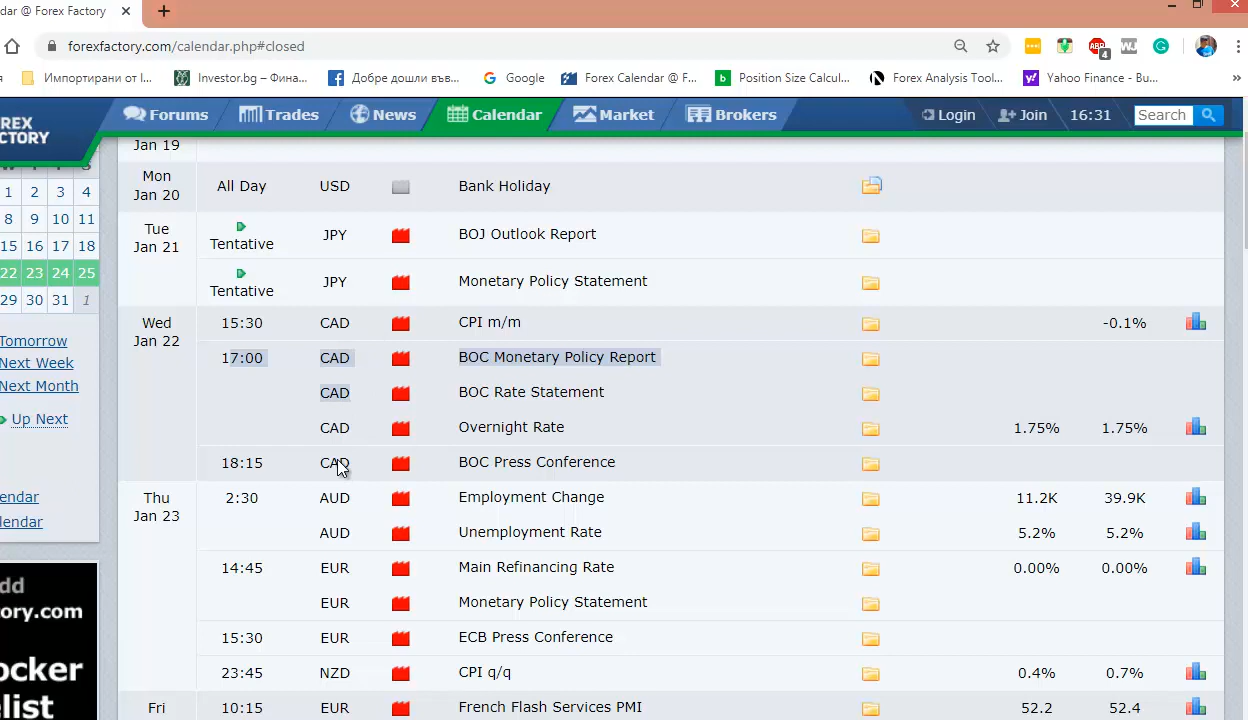 dar @ Forex Factory
forexfactory.com/calendar.php#closed
4
Импортирани от I...
Investor.bg – Фина...
Добре дошли във...
Google
Forex Calendar @ F...
Position Size Calcul...
Forex Analysis Tool...
Yahoo Finance - Bu...
REX
CTORY
Forums
Trades
News
Calendar
Market
Brokers
Login
Join
16:31
Search
Jan 19
Mon
Jan 20
All Day USD Bank Holiday
Tue
Jan 21
Tentative JPY BOJ Outlook Report
Tentative JPY Monetary Policy Statement
Wed
Jan 22
15:30 CAD CPI m/m -0.1%
17:00 CAD BOC Monetary Policy Report
CAD BOC Rate Statement
CAD Overnight Rate 1.75% 1.75%
18:15 CAD BOC Press Conference
Thu
Jan 23
2:30 AUD Employment Change 11.2K 39.9K
AUD Unemployment Rate 5.2% 5.2%
14:45 EUR Main Refinancing Rate 0.00% 0.00%
EUR Monetary Policy Statement
15:30 EUR ECB Press Conference
23:45 NZD CPI q/q 0.4% 0.7%
Fri 10:15 EUR French Flash Services PMI 52.2 52.4
1 2 3 4
8 9 10 11
15 16 17 18
22 23 24 25
29 30 31 1
Tomorrow
Next Week
Next Month
Up Next
endar
lendar
dd
ory.com
ocker
elist